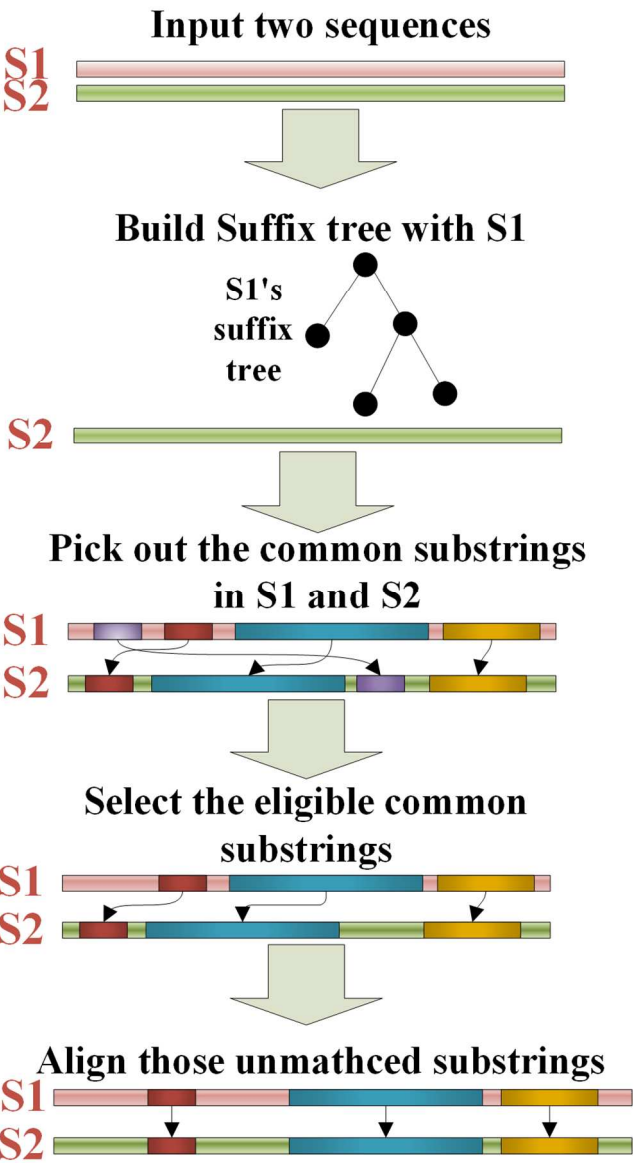 Input two sequences
S1
S2
Build Suffix tree with S1
S1's
suffix
tree
S2
Pick out the common substrings
in S1 and S2
S1
S2
Select the eligible common
substrings
S1
S2
Align those unmathced substrings
S1
S2